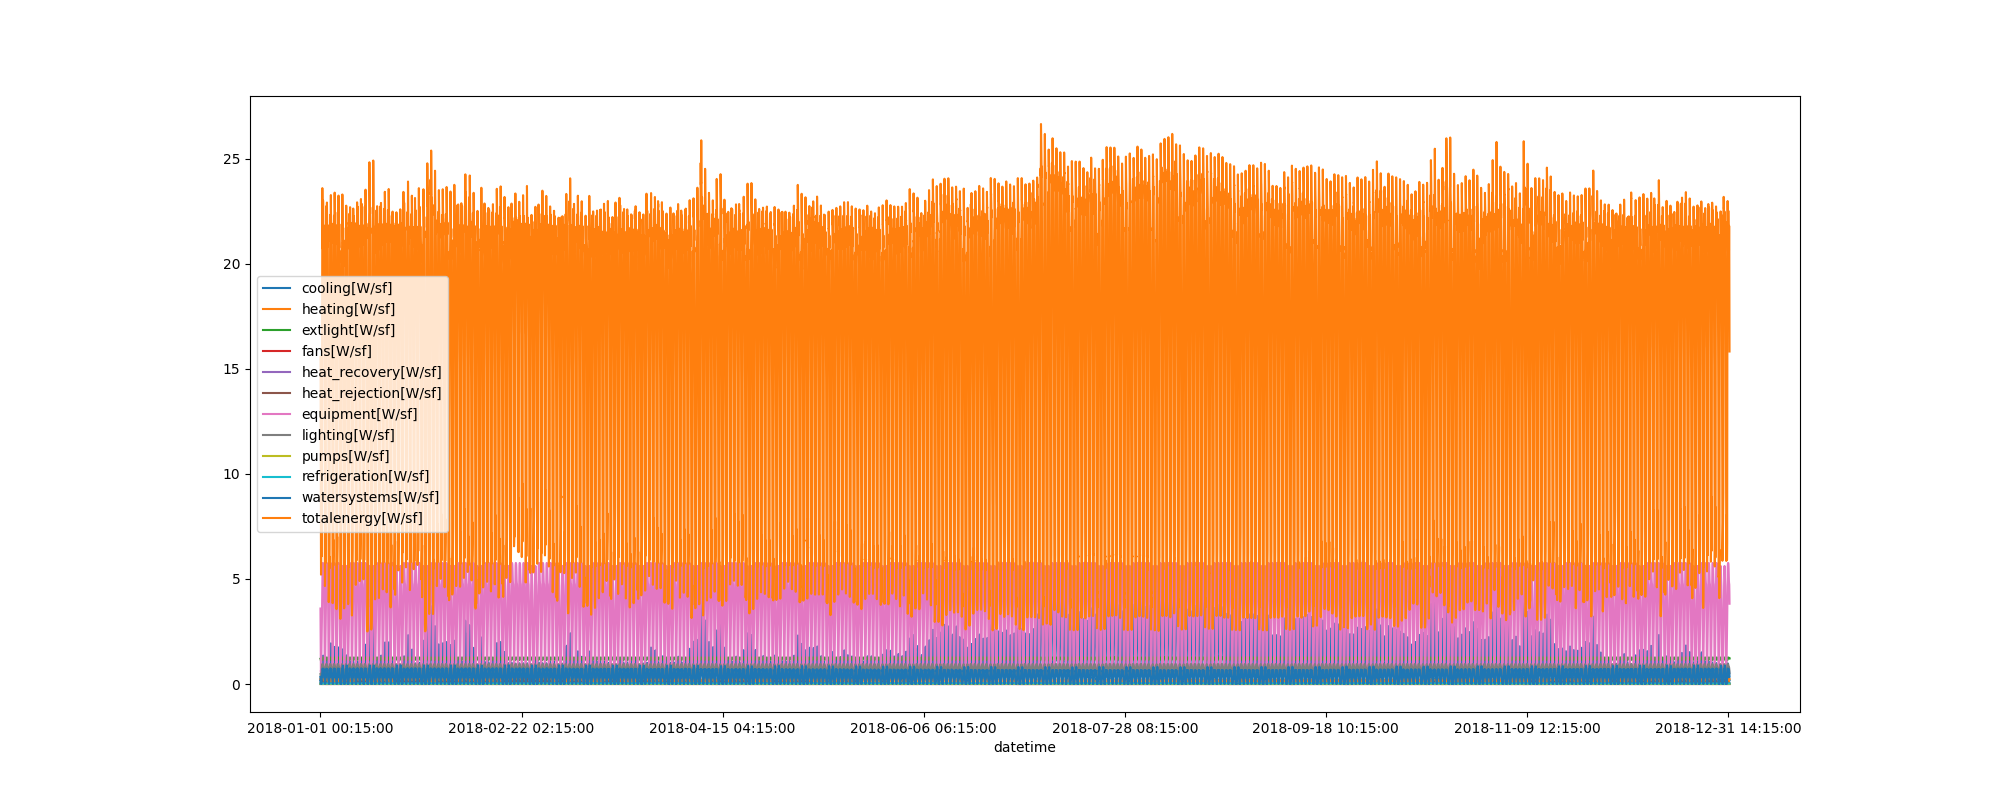 25
20
15
10
5
0
cooling[W/sf]
heating[W/sf]
extlight[W/sf]
fans[W/sf]
heat_recovery[W/sf]
heat_rejection[W/sf]
equipment[W/sf]
lighting[W/sf]
pumps[W/sf]
refrigeration[W/sf]
watersystems[W/sf]
totalenergy[W/sf]
2018-01-01 00:15:00 2018-02-22 02:15:00 2018-04-15 04:15:00 2018-06-06 06:15:00 2018-07-28 08:15:00 2018-09-18 10:15:00 2018-11-09 12:15:00 2018-12-31 14:15:00
datetime